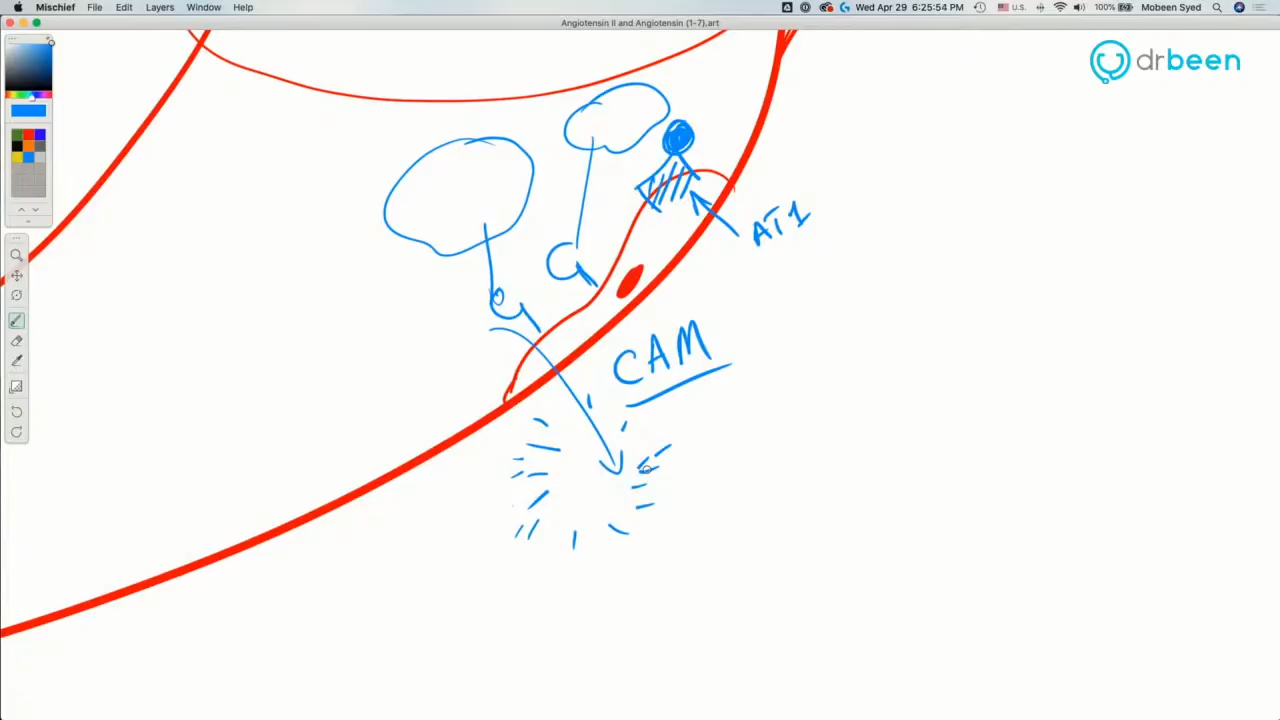 Mischief File Edit Layers Window Help U.S. 100% Wed Apr 29 6:25:54 PM Mobeen Syed
Angiotensin II and Angiotensin (1-7).art
drbeen
AT1
CAM